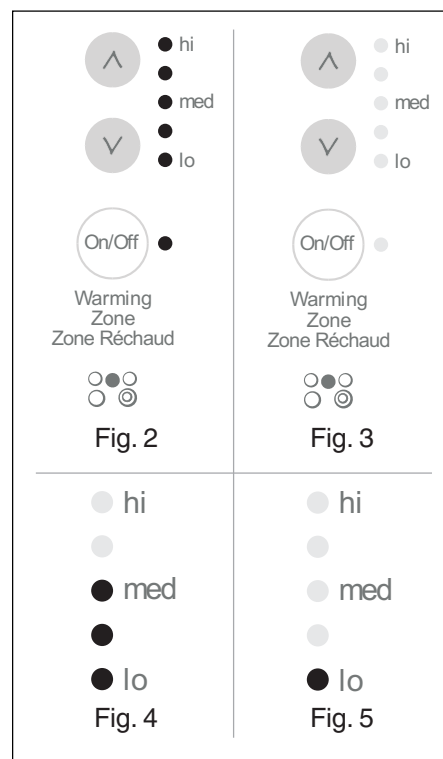 hi
med
lo
On/Off
Warming
Zone
Zone Réchaud
Fig. 2
hi
med
lo
On/Off
Warming
Zone
Zone Réchaud
Fig. 3
hi
med
lo
Fig. 4
hi
med
lo
Fig. 5